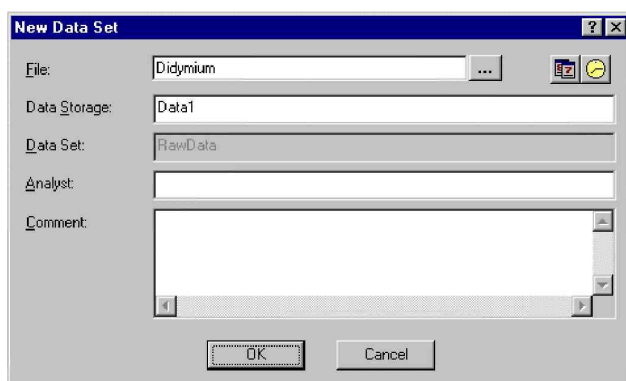 New Data Set
File: Didymium ...
Data Storage: Data1
Data Set: RawData
Analyst:
Comment:
OK Cancel